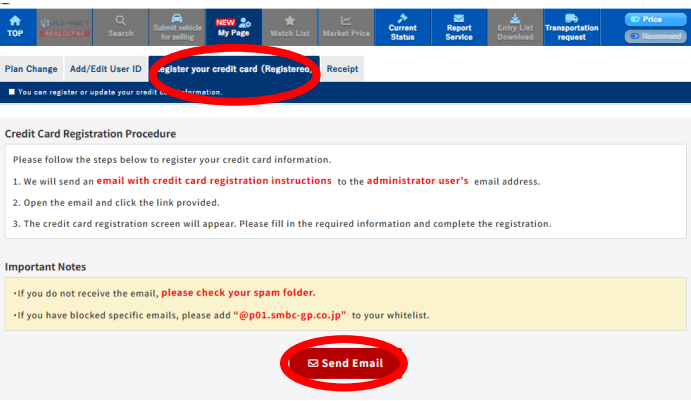 TOP
HI-NET
REAL(リアル)
Search
Submit vehicle
for selling
NEW
My Page
Watch List
Market Price
Current
Status
Report
Service
Entry List
Download
Transportation
request
Price
Recommend
Plan Change
Add/Edit User ID
Register your credit card (Registered)
Receipt
■ You can register or update your credit card information.
Credit Card Registration Procedure
Please follow the steps below to register your credit card information.
1. We will send an email with credit card registration instructions to the administrator user's email address.
2. Open the email and click the link provided.
3. The credit card registration screen will appear. Please fill in the required information and complete the registration.
Important Notes
・If you do not receive the email, please check your spam folder.
・If you have blocked specific emails, please add “@p01.smbc-gp.co.jp” to your whitelist.
Send Email